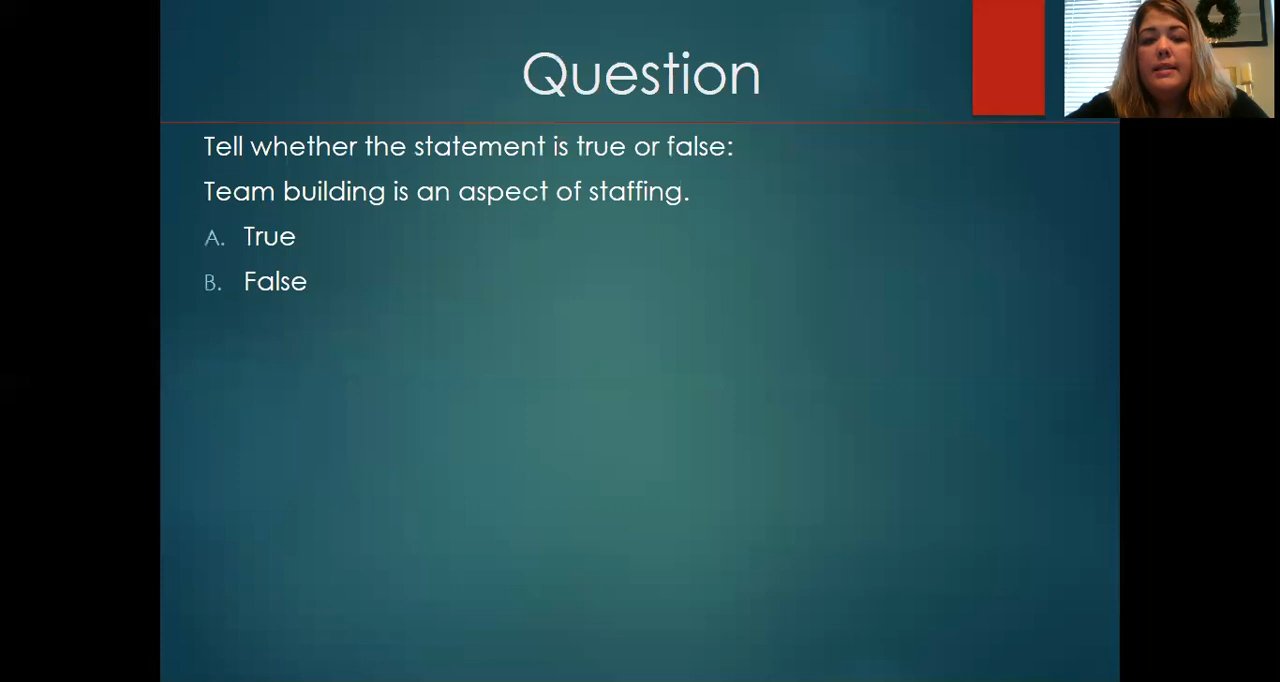 Question
Tell whether the statement is true or false:
Team building is an aspect of staffing.
A. True
B. False